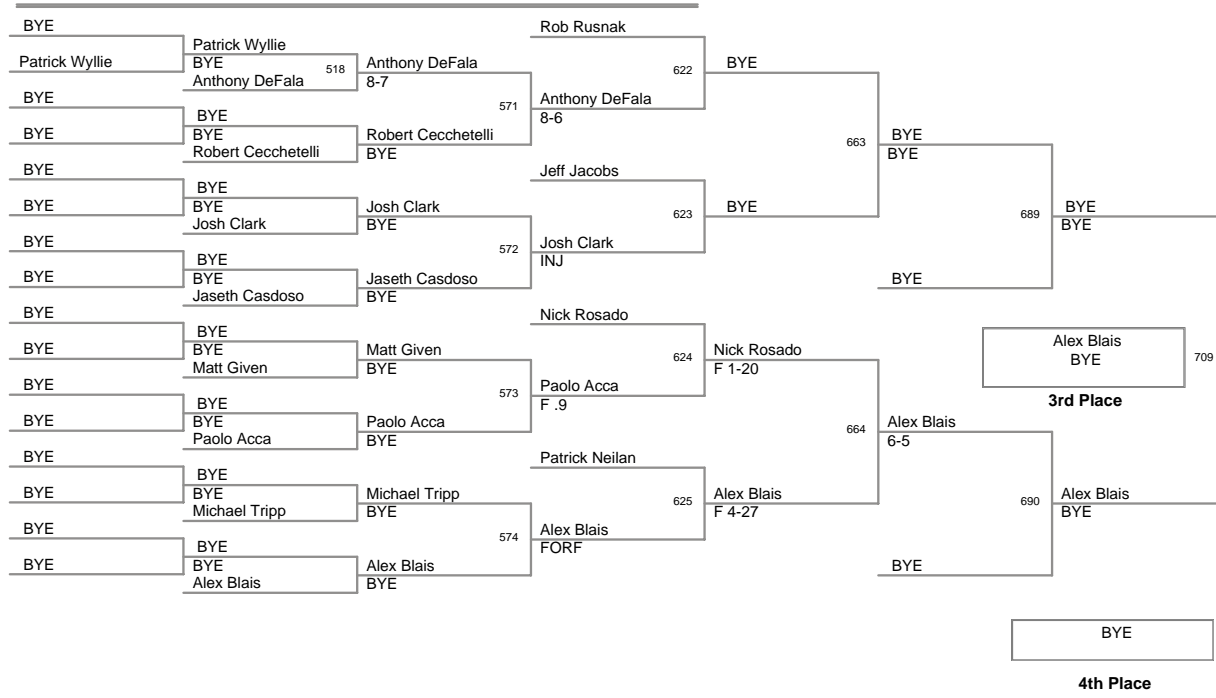 BYE
Patrick Wyllie
BYE
BYE
BYE
BYE
BYE
BYE
BYE
BYE
BYE
BYE
BYE
BYE
BYE
BYE
Patrick Wyllie
BYE
Anthony DeFala
518
BYE
BYE
Robert Cecchetelli
BYE
BYE
Josh Clark
BYE
BYE
Jaseth Casdoso
BYE
BYE
Matt Given
BYE
BYE
Paolo Acca
BYE
BYE
Michael Tripp
BYE
BYE
Alex Blais
Anthony DeFala
8-7
571
Robert Cecchetelli
BYE
Josh Clark
BYE
572
Jaseth Casdoso
BYE
Matt Given
BYE
573
Paolo Acca
BYE
Michael Tripp
BYE
574
Alex Blais
BYE
Rob Rusnak
622
Anthony DeFala
8-6
Jeff Jacobs
623
Josh Clark
INJ
Nick Rosado
624
Paolo Acca
F .9
Patrick Neilan
625
Alex Blais
FORF
BYE
663
BYE
Nick Rosado
F 1-20
664
Alex Blais
F 4-27
BYE
BYE
689
BYE
Alex Blais
6-5
690
BYE
BYE
BYE
Alex Blais
BYE
709
3rd Place
Alex Blais
BYE
BYE
4th Place